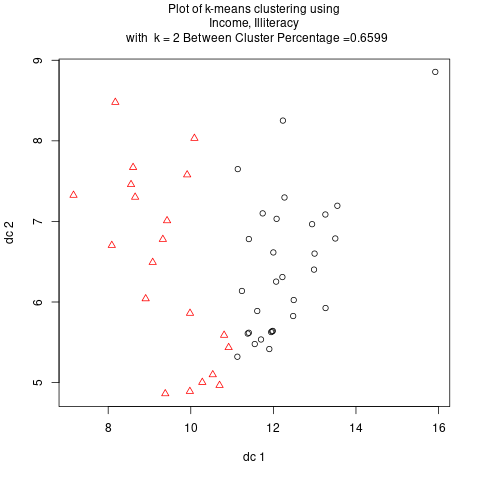 Plot of k-means clustering using
Income, Illiteracy
with k = 2 Between Cluster Percentage =0.6599
9
8
7
6
5
dc 2
8 10 12 14 16
dc 1